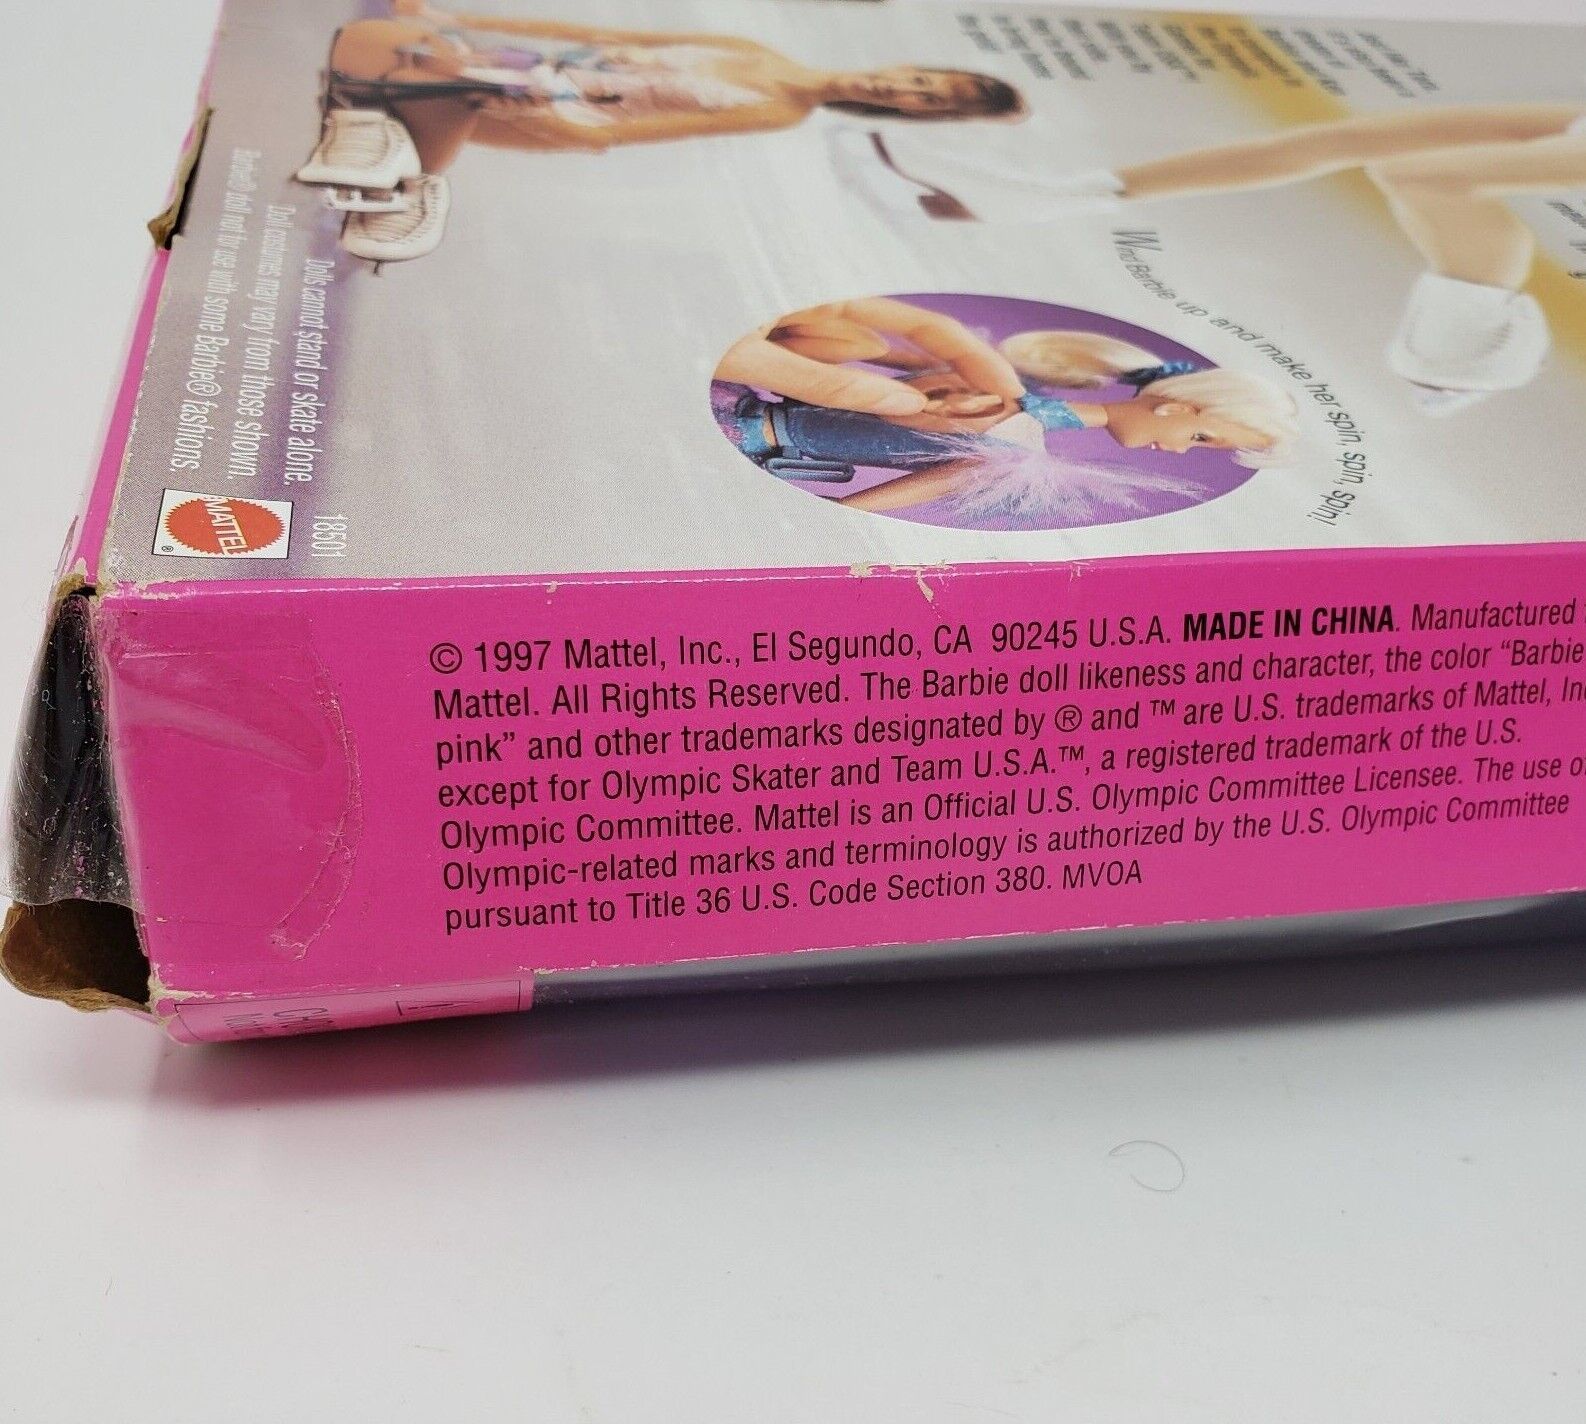 Wind Barbie up and make her spin, spin, spin!
Dolls cannot stand or skate alone.
Doll costumes may vary from those shown.
doll not for use with some Barbie® fashions.
MATTEL
®
18501
© 1997 Mattel, Inc., El Segundo, CA 90245 U.S.A. MADE IN CHINA. Manufactured
Mattel. All Rights Reserved. The Barbie doll likeness and character, the color “Barbie
pink” and other trademarks designated by ® and ™ are U.S. trademarks of Mattel, Inc
except for Olympic Skater and Team U.S.A.™, a registered trademark of the U.S.
Olympic Committee. Mattel is an Official U.S. Olympic Committee Licensee. The use of
Olympic-related marks and terminology is authorized by the U.S. Olympic Committee
pursuant to Title 36 U.S. Code Section 380. MVOA